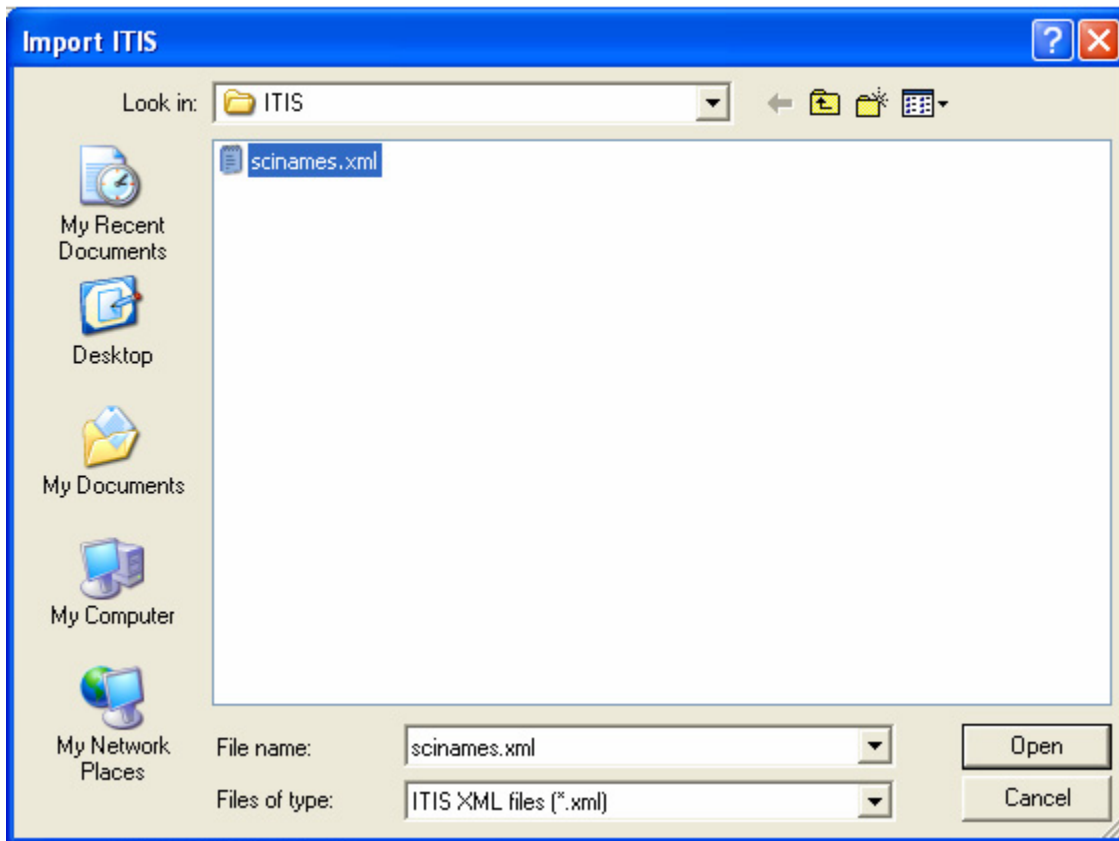 Import ITIS
Look in:
ITIS
scinames.xml
My Recent
Documents
Desktop
My Documents
My Computer
My Network
Places
File name:
scinames.xml
Open
Files of type:
ITIS XML files (*.xml)
Cancel